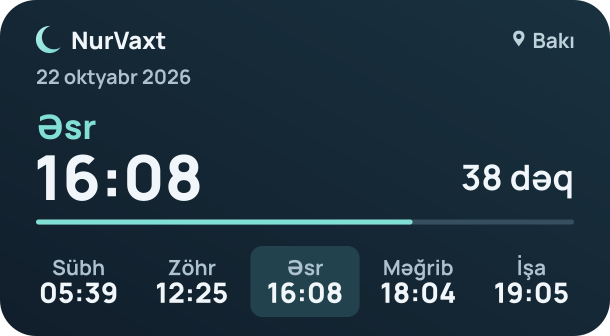 NurVaxt
Bakı
22 oktyabr 2026
Əsr
16:08
38 dəq
Sübh Zöhr Əsr Məğrib İşa
05:39 12:25 16:08 18:04 19:05